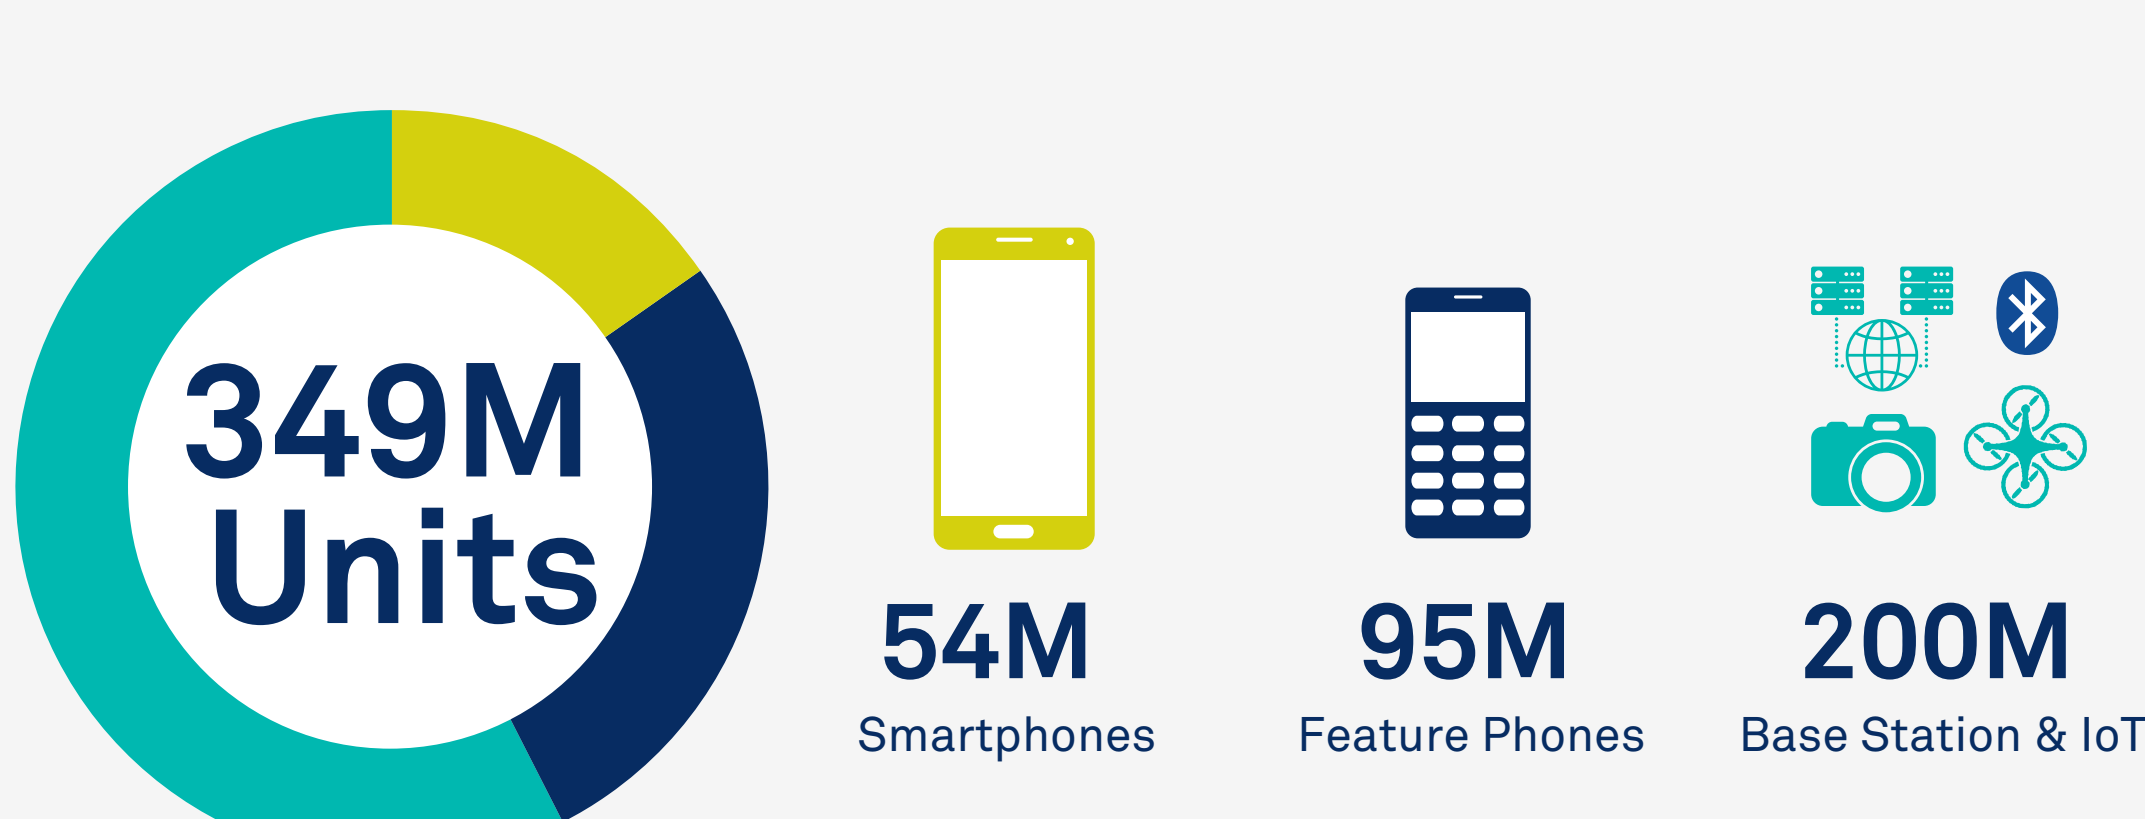 349M
Units
54M
Smartphones
95M
Feature Phones
200M
Base Station & IoT